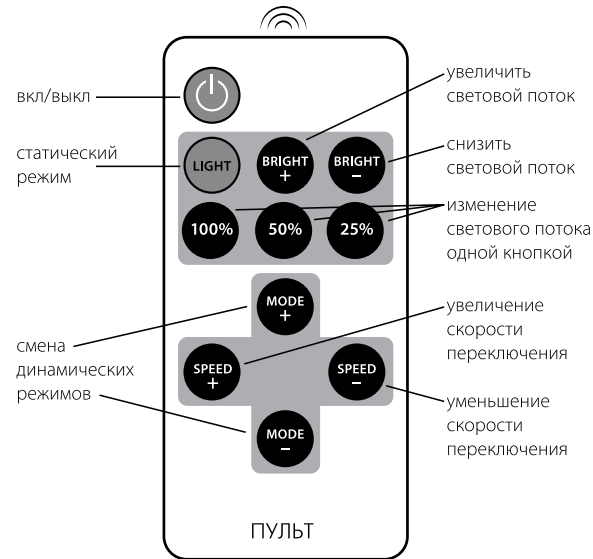 вкл/выкл
статический
режим
увеличить
световой поток
снизить
световой поток
изменение
светового потока
одной кнопкой
LIGHT
BRIGHT
+
BRIGHT
–
100%
50%
25%
MODE
+
SPEED
+
SPEED
–
MODE
–
смена
динамических
режимов
увеличение
скорости
переключения
уменьшение
скорости
переключения
ПУЛЬТ